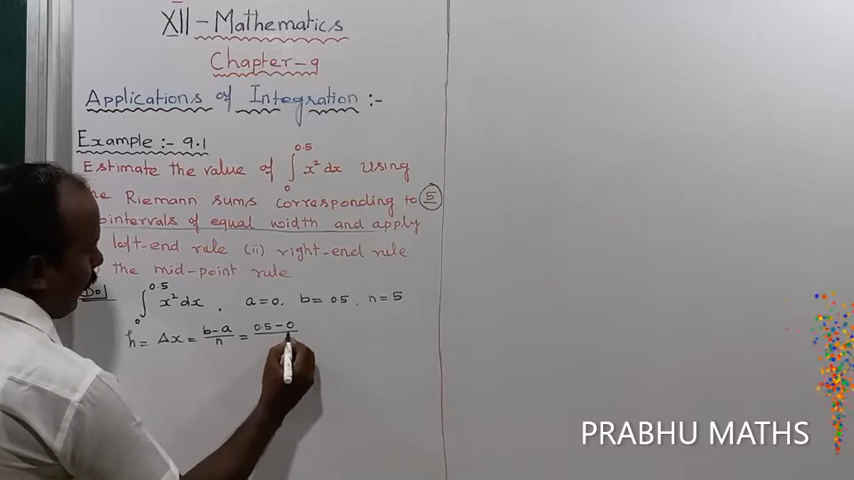 XII - Mathematics
Chapter-9
Applications of Integration :-
Example :- 9.1
Estimate the value of ∫₀^0.5 x² dx using
Riemann sums corresponding to 5
intervals of equal width and apply
left-end rule (ii) right-end rule
the mid-point rule
∫₀^0.5 x² dx , a=0. b= 0.5 , n=5
h = Δx = b-a/n = 0.5-0
PRABHU MATHS